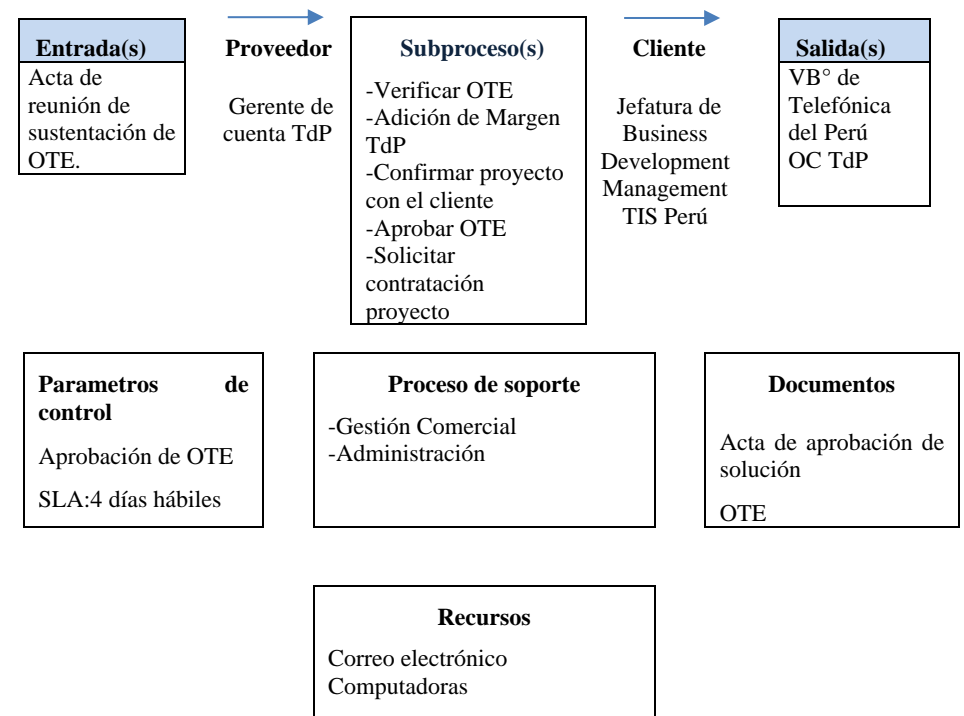 Entrada(s)
Acta de
reunión de
sustentación de
OTE.
Proveedor
Gerente de
cuenta TdP
Subproceso(s)
-Verificar OTE
-Adición de Margen
TdP
-Confirmar proyecto
con el cliente
-Aprobar OTE
-Solicitar
contratación
proyecto
Cliente
Jefatura de
Business
Development
Management
TIS Perú
Salida(s)
VB° de
Telefónica
del Perú
OC TdP
Parametros de
control
Aprobación de OTE
SLA:4 días hábiles
Proceso de soporte
-Gestión Comercial
-Administración
Documentos
Acta de aprobación de
solución
OTE
Recursos
Correo electrónico
Computadoras